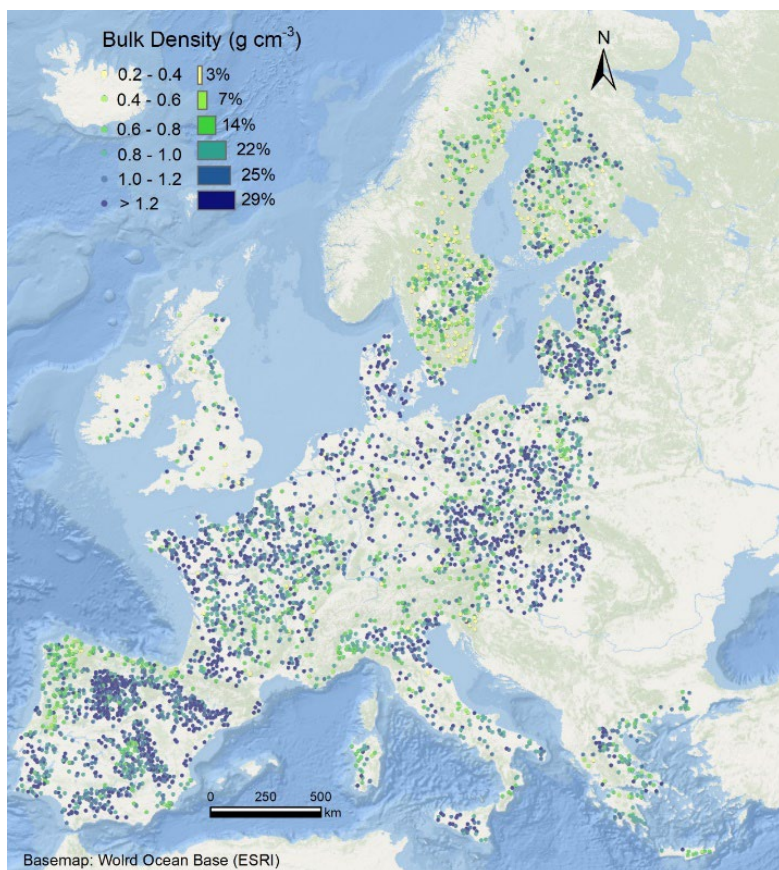 Bulk Density (g cm-3)
0.2 - 0.4 3%
0.4 - 0.6 7%
0.6 - 0.8 14%
0.8 - 1.0 22%
1.0 - 1.2 25%
> 1.2 29%
N
0 250 500
km
Basemap: Wolrd Ocean Base (ESRI)